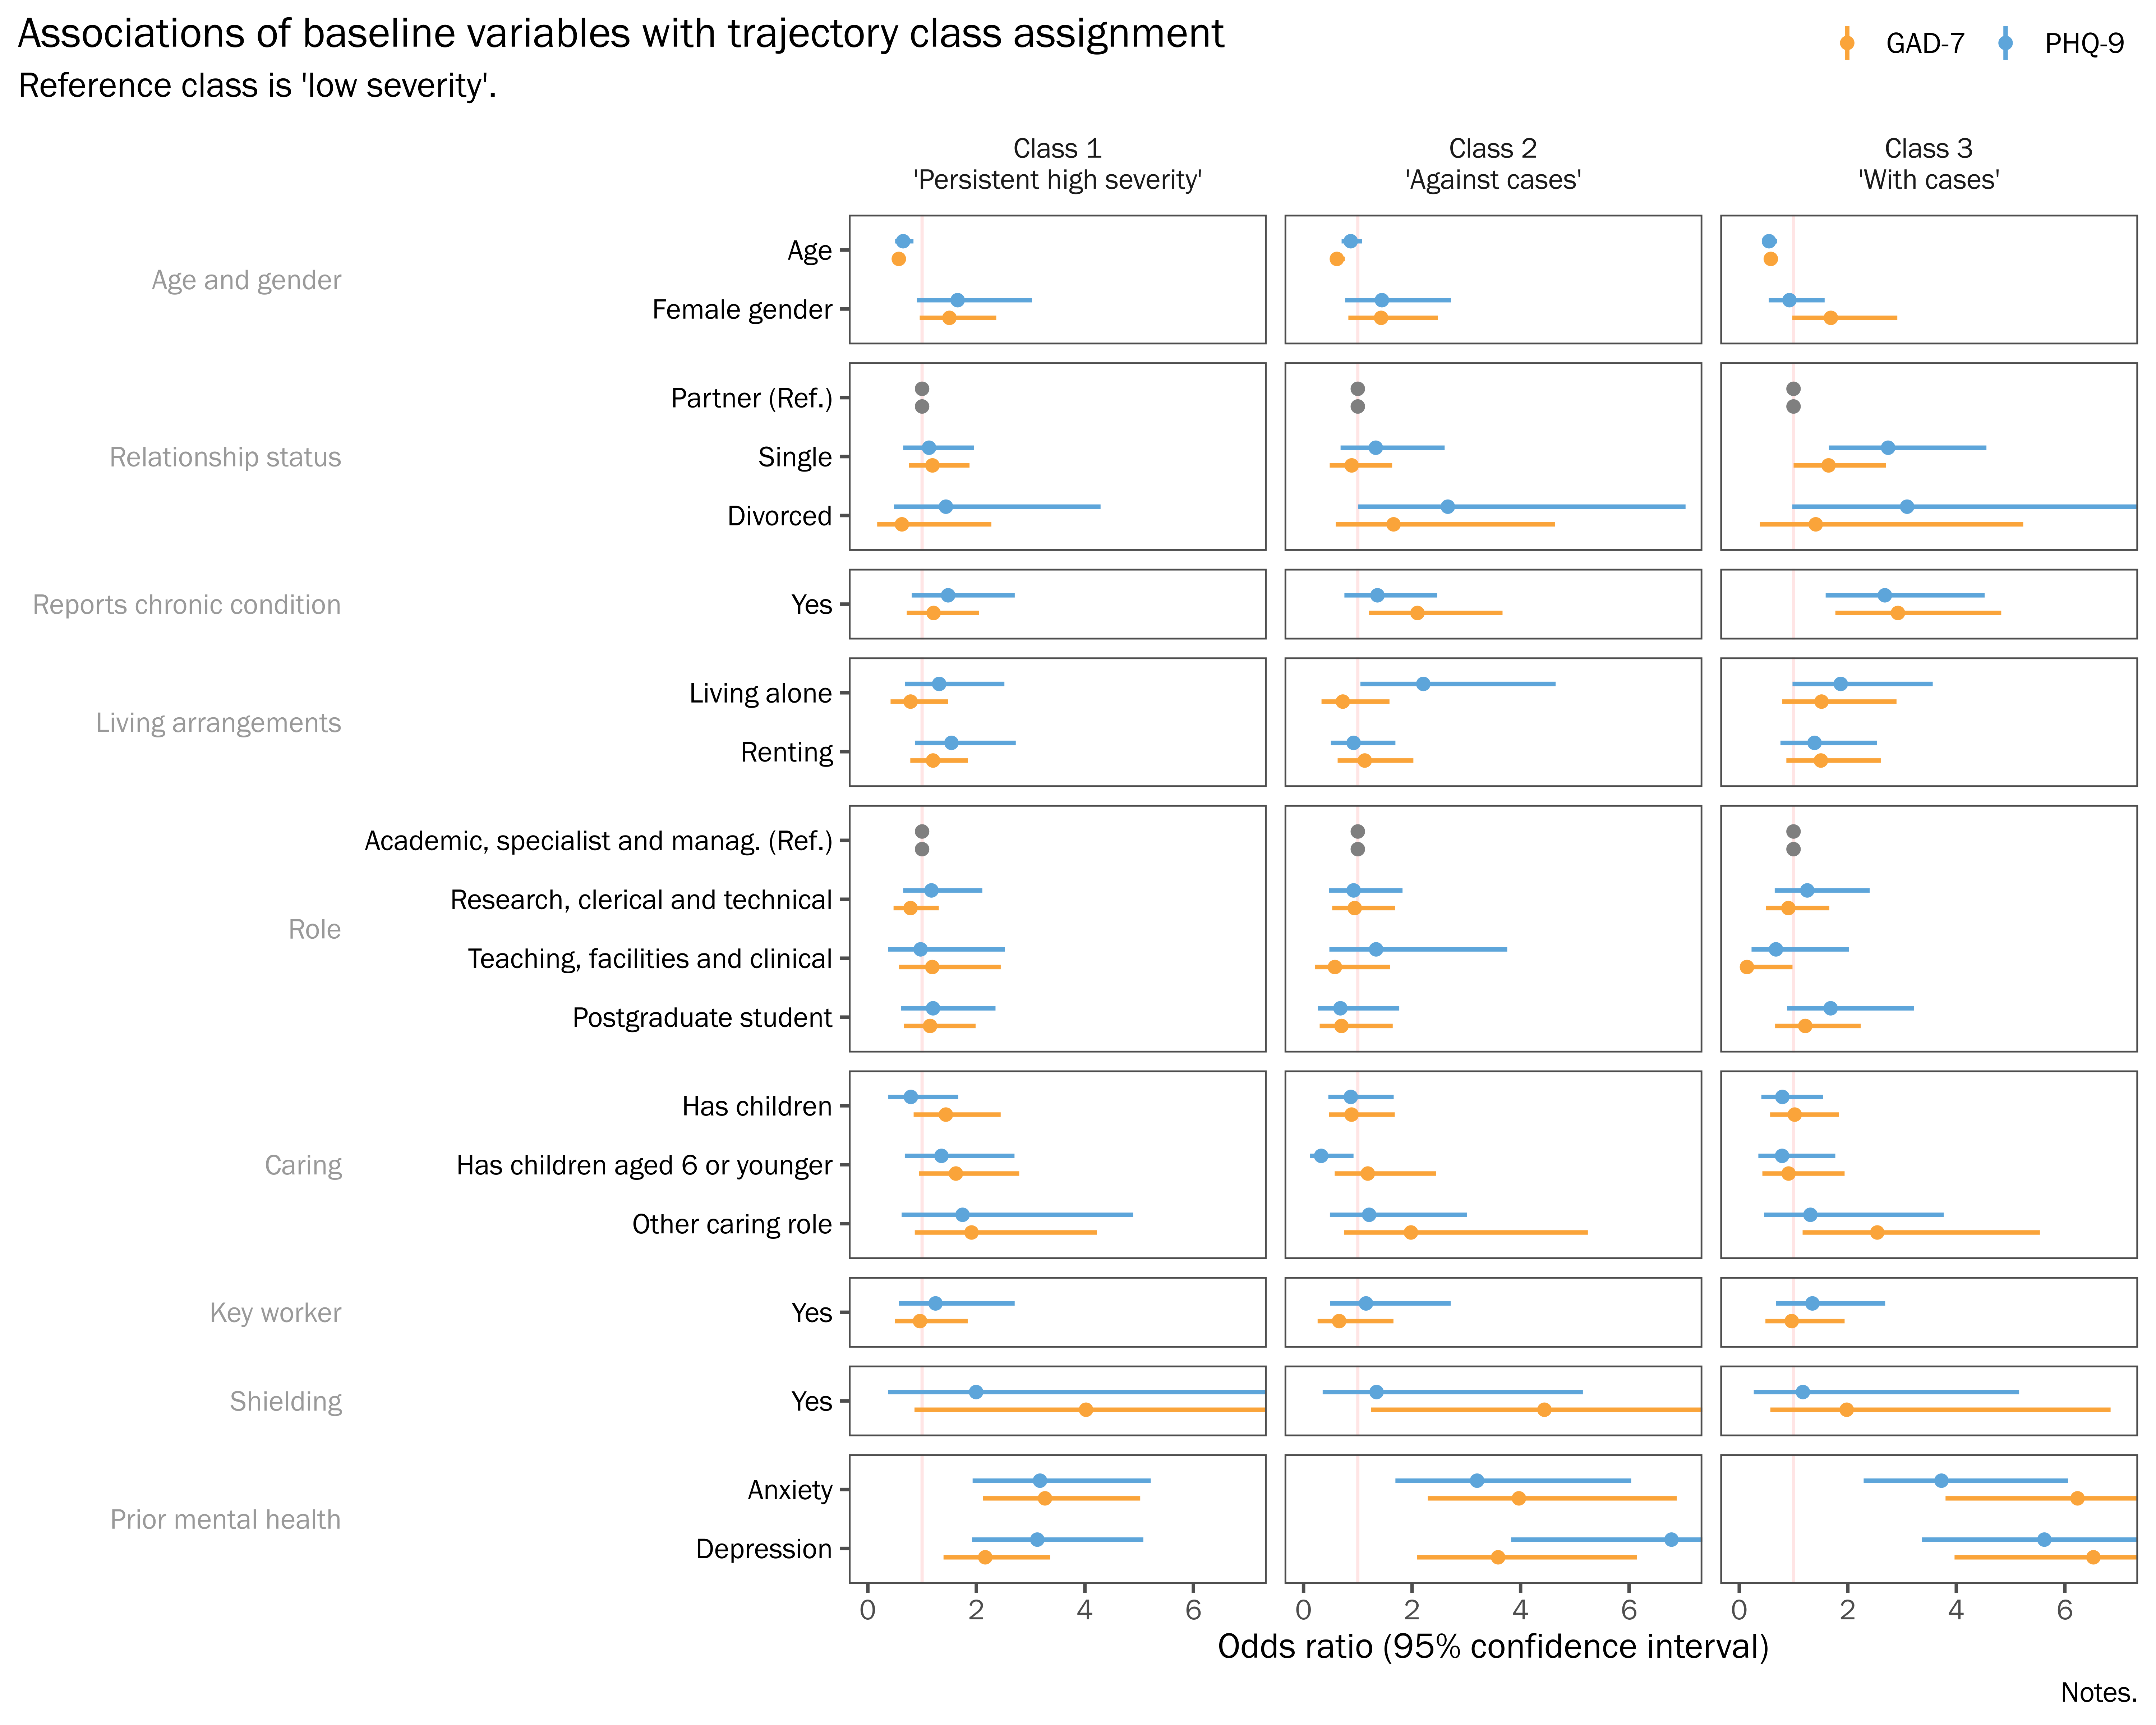 Associations of baseline variables with trajectory class assignment
Reference class is 'low severity'.
GAD-7 PHQ-9
Class 1
'Persistent high severity'
Class 2
'Against cases'
Class 3
'With cases'
Age and gender
Age
Female gender
Relationship status
Partner (Ref.)
Single
Divorced
Reports chronic condition
Yes
Living arrangements
Living alone
Renting
Role
Academic, specialist and manag. (Ref.)
Research, clerical and technical
Teaching, facilities and clinical
Postgraduate student
Caring
Has children
Has children aged 6 or younger
Other caring role
Key worker
Yes
Shielding
Yes
Prior mental health
Anxiety
Depression
0 2 4 6 0 2 4 6 0 2 4 6
Odds ratio (95% confidence interval)
Notes.